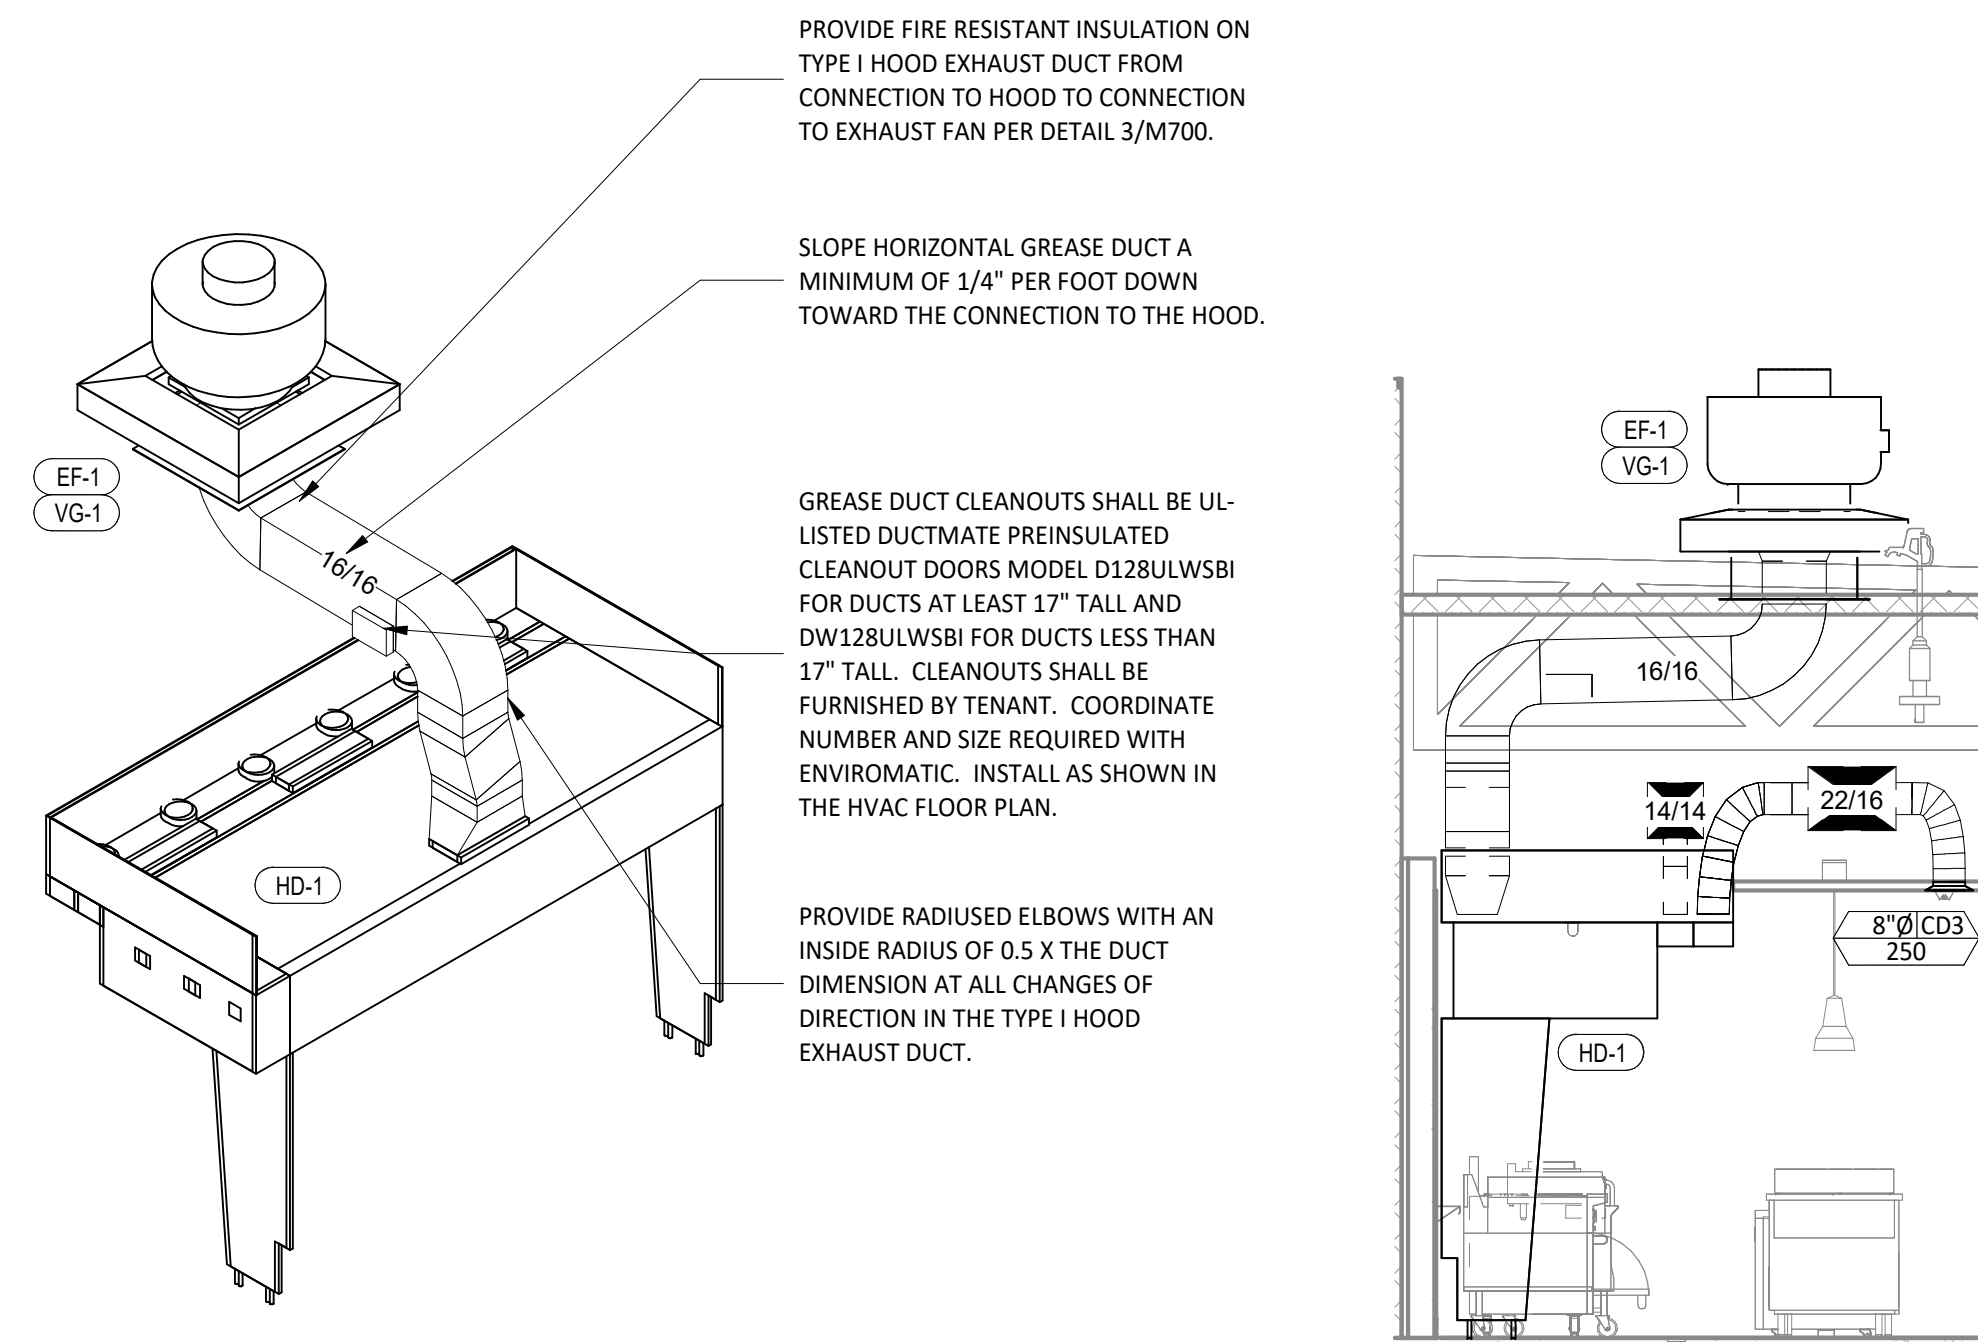 PROVIDE FIRE RESISTANT INSULATION ON
TYPE I HOOD EXHAUST DUCT FROM
CONNECTION TO HOOD TO CONNECTION
TO EXHAUST FAN PER DETAIL 3/M700.
SLOPE HORIZONTAL GREASE DUCT A
MINIMUM OF 1/4" PER FOOT DOWN
TOWARD THE CONNECTION TO THE HOOD.
GREASE DUCT CLEANOUTS SHALL BE UL-
LISTED DUCTMATE PREINSULATED
CLEANOUT DOORS MODEL D128ULWSBI
FOR DUCTS AT LEAST 17" TALL AND
DW128ULWSBI FOR DUCTS LESS THAN
17" TALL.  CLEANOUTS SHALL BE
FURNISHED BY TENANT.  COORDINATE
NUMBER AND SIZE REQUIRED WITH
ENVIROMATIC.  INSTALL AS SHOWN IN
THE HVAC FLOOR PLAN.
PROVIDE RADIUSED ELBOWS WITH AN
INSIDE RADIUS OF 0.5 X THE DUCT
DIMENSION AT ALL CHANGES OF
DIRECTION IN THE TYPE I HOOD
EXHAUST DUCT.
EF-1
VG-1
16/16
HD-1
EF-1
VG-1
16/16
14/14
22/16
8"Ø CD3
250
HD-1